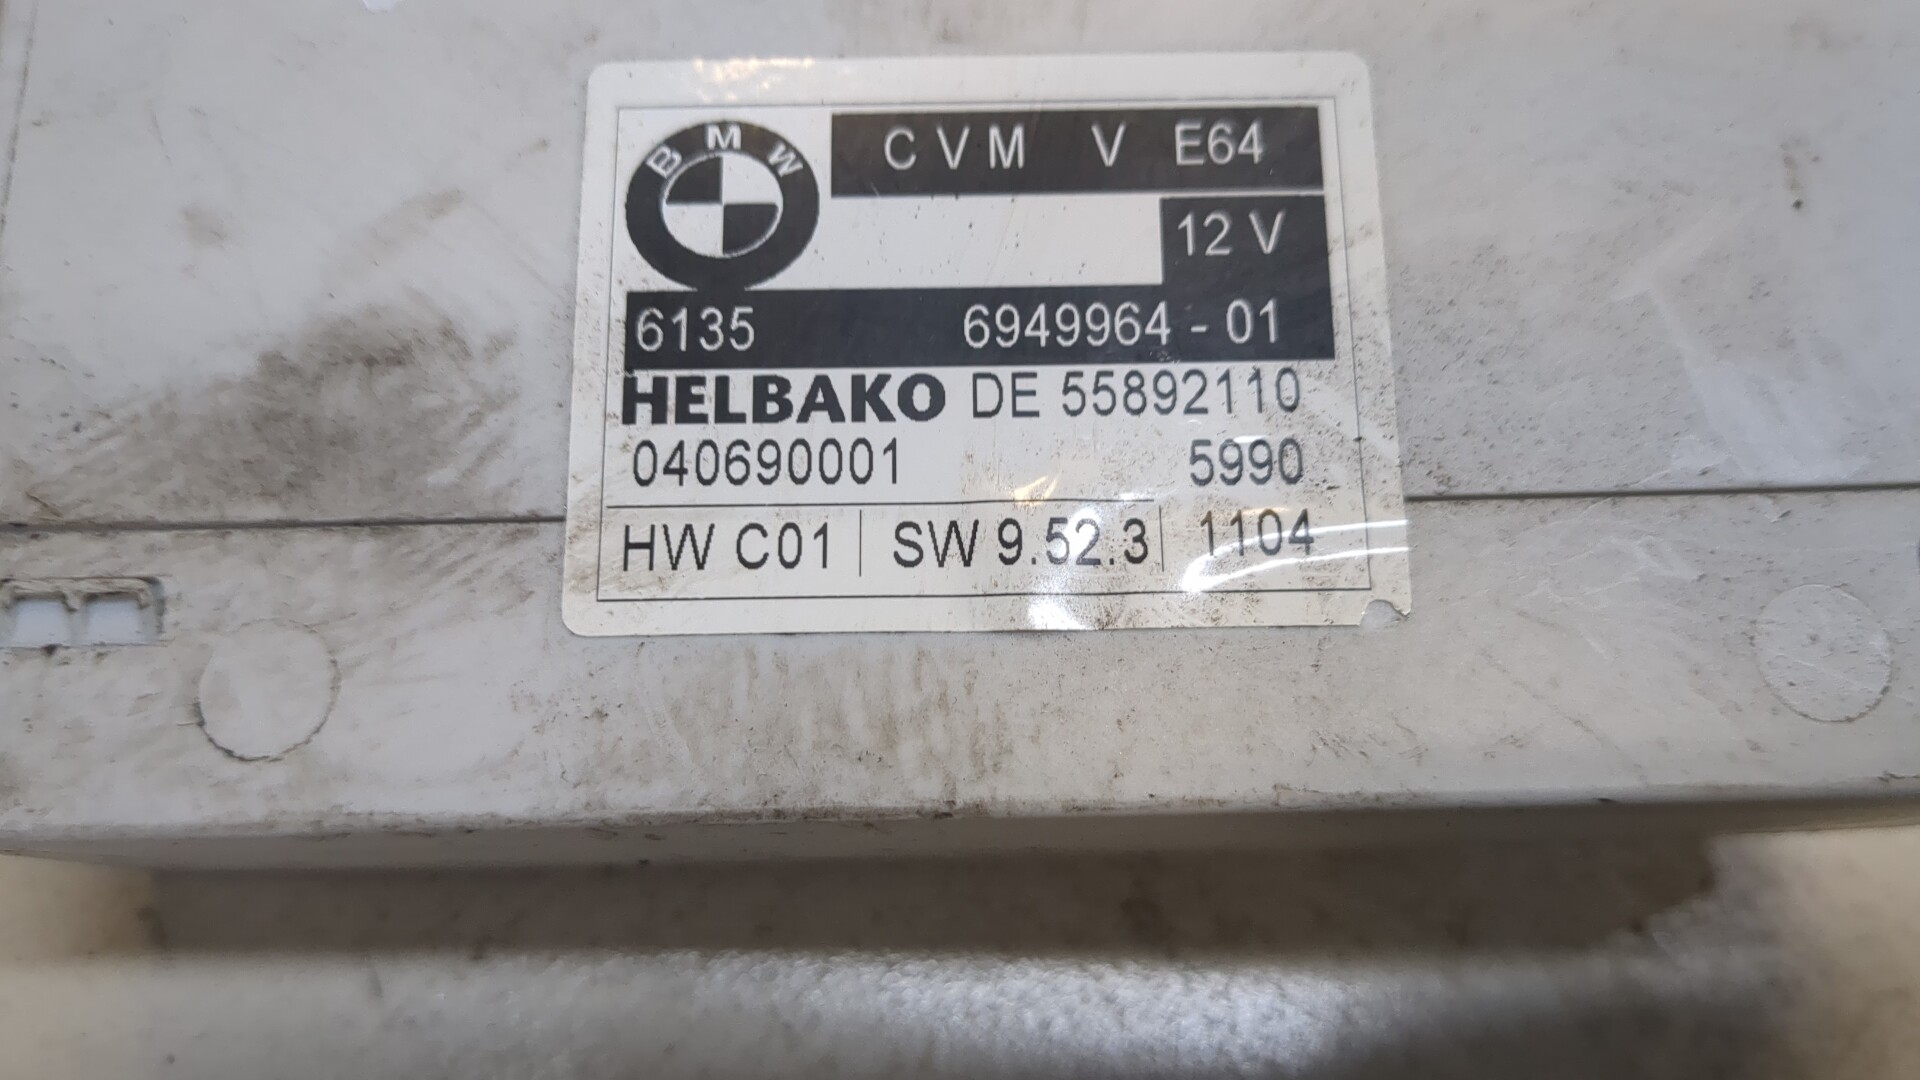 BMW
CVM V E64
12 V
6135 6949964 - 01
HELBAKO DE 55892110
040690001 5990
HW C01 SW 9.52.3 1104